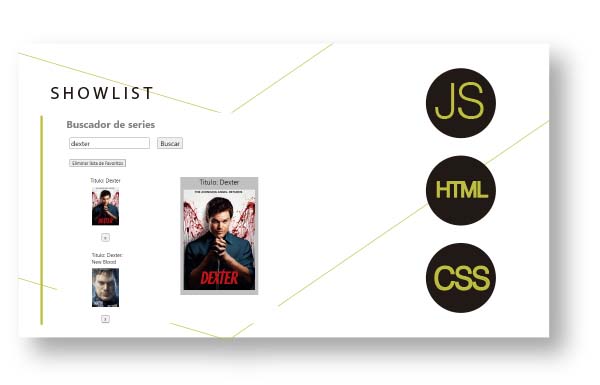 SHOWLIST
Buscador de series
dexter
Buscar
Eliminar lista de Favoritos
Titulo: Dexter
DEXTER
Titulo: Dexter:
New Blood
Titulo: Dexter
DEXTER
JS
HTML
CSS